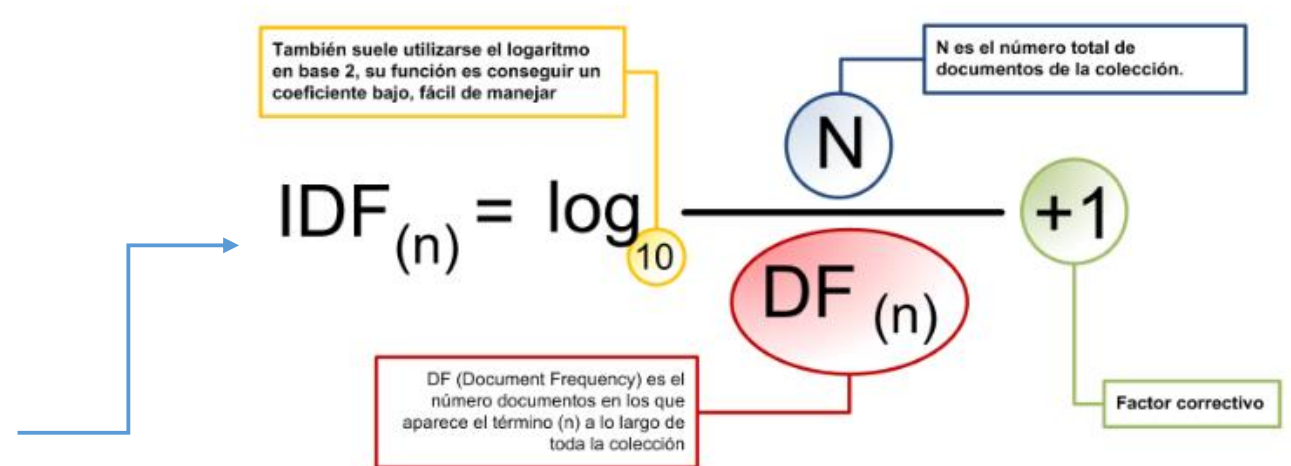 También suele utilizarse el logaritmo
en base 2, su función es conseguir un
coeficiente bajo, fácil de manejar
N es el número total de
documentos de la colección.
IDF(n) = log10 N / DF(n) +1
DF (Document Frequency) es el
número documentos en los que
aparece el término (n) a lo largo de
toda la colección
Factor correctivo